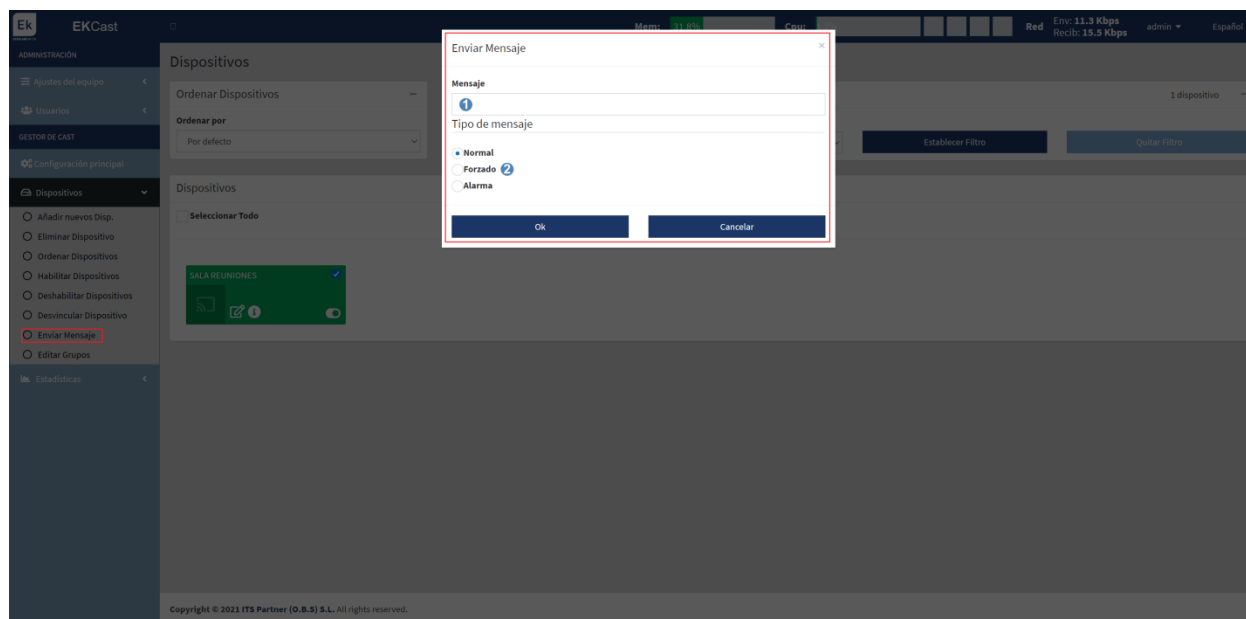 Ek EKCast Mem: 31.8% Cpu: Red Env: 11.3 Kbps admin Español
Recib: 15.5 Kbps
ADMINISTRACIÓN
Ajustes del equipo
Usuarios
GESTOR DE CAST
Configuración principal
Dispositivos
Añadir nuevos Disp.
Eliminar Dispositivo
Ordenar Dispositivos
Habilitar Dispositivos
Deshabilitar Dispositivos
Desvincular Dispositivo
Enviar Mensaje
Editar Grupos
Estadísticas
Dispositivos
Ordenar Dispositivos
1 dispositivo
Ordenar por
Por defecto
Establecer Filtro
Quitar Filtro
Dispositivos
Seleccionar Todo
SALA REUNIONES
Enviar Mensaje
×
Mensaje
1
Tipo de mensaje
Normal
Forzado 2
Alarma
Ok
Cancelar
Copyright © 2021 ITS Partner (O.B.S) S.L. All rights reserved.